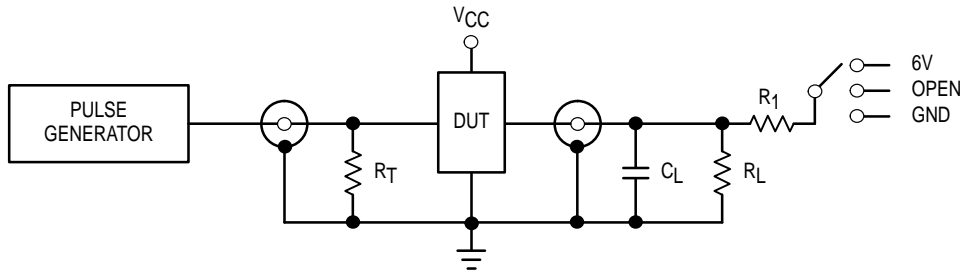 VCC
6V
OPEN
GND
R1
PULSE
GENERATOR
DUT
RT
CL
RL